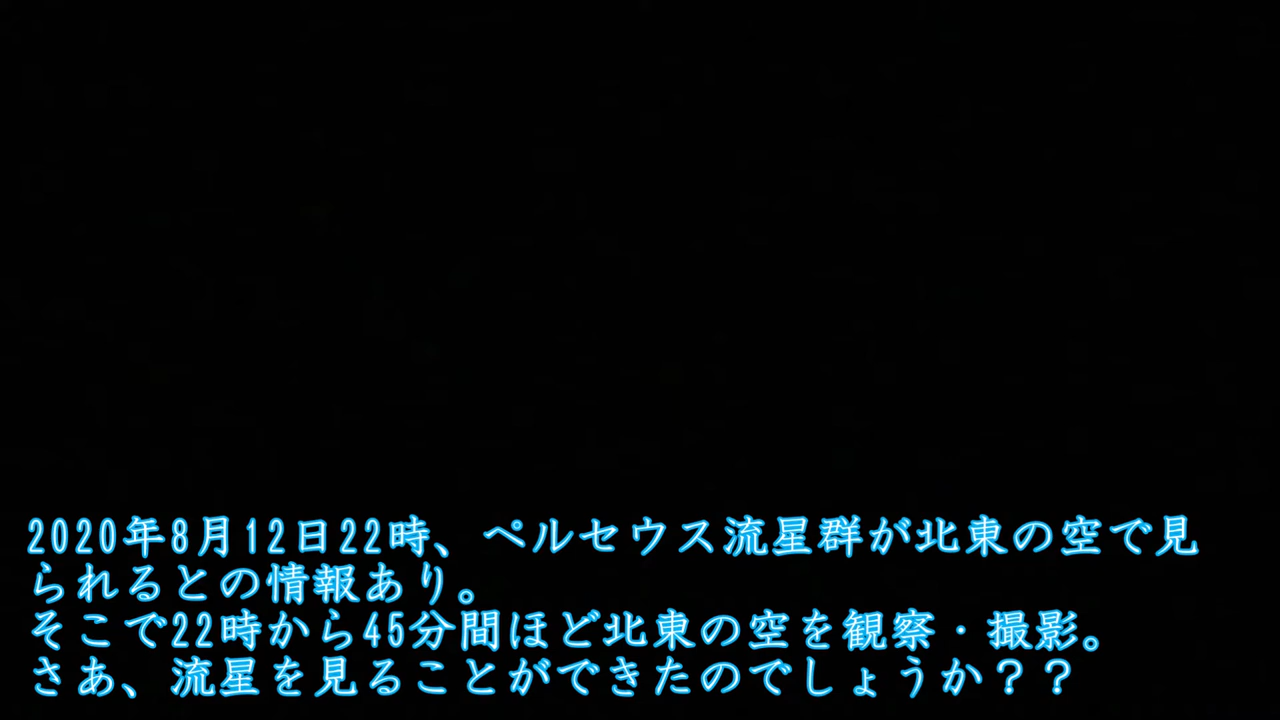 2020年8月12日22時、ペルセウス流星群が北東の空で見
られるとの情報あり。
そこで22時から45分間ほど北東の空を観察・撮影。
さあ、流星を見ることができたのでしょうか？？